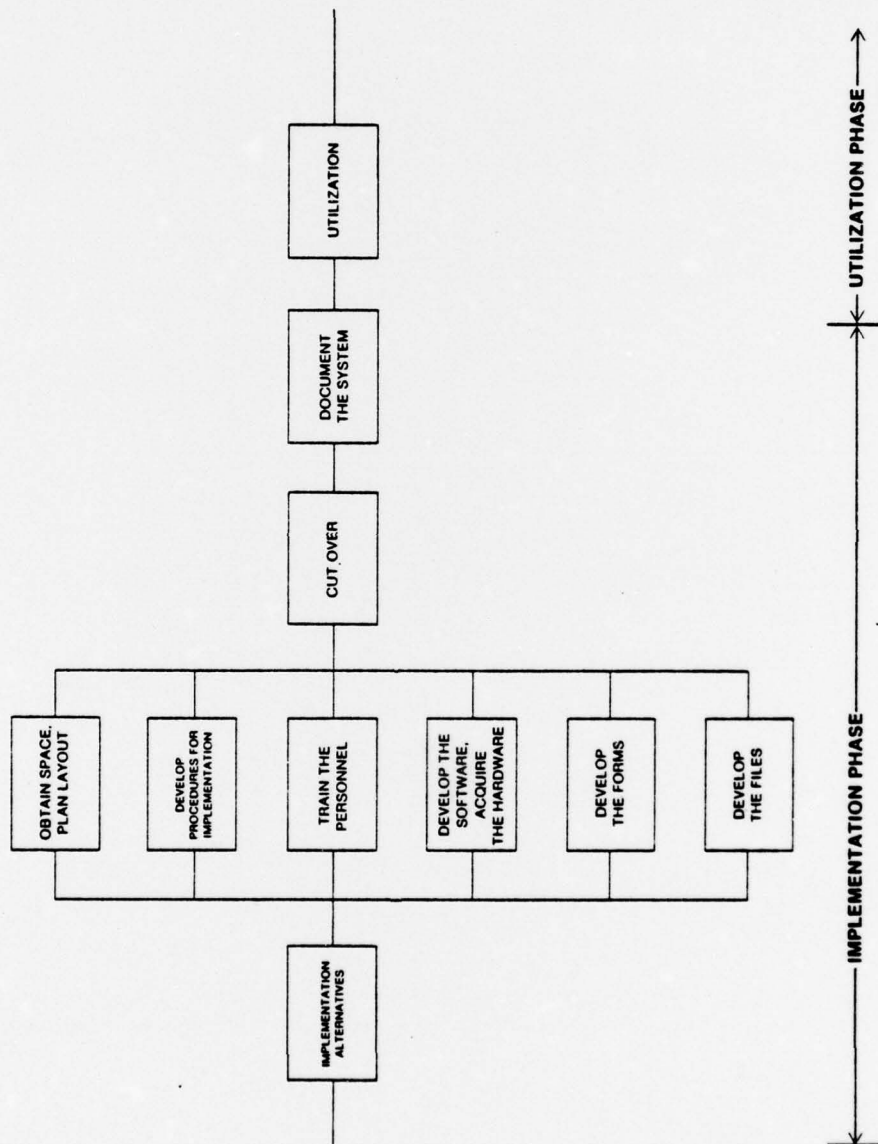 IMPLEMENTATION
ALTERNATIVES
OBTAIN SPACE,
PLAN LAYOUT
DEVELOP
PROCEDURES FOR
IMPLEMENTATION
TRAIN THE
PERSONNEL
DEVELOP THE
SOFTWARE,
ACQUIRE
THE HARDWARE
DEVELOP
THE FORMS
DEVELOP
THE FILES
CUT OVER
DOCUMENT
THE SYSTEM
UTILIZATION
IMPLEMENTATION PHASE
UTILIZATION PHASE